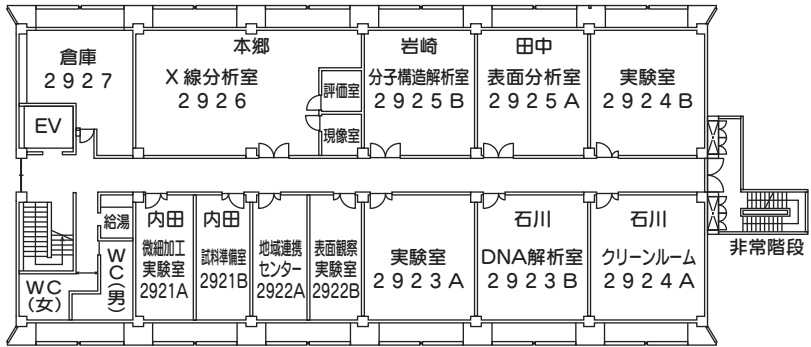 倉庫
２９２７
EV
本郷
Ｘ線分析室
２９２６
評価室
現像室
岩崎
分子構造解析室
２９２５Ｂ
田中
表面分析室
２９２５Ａ
実験室
２９２４Ｂ
給湯
WC(男)
WC
(女)
内田
微細加工
実験室
2921A
内田
試料準備室
2921B
地域連携
センター
2922A
表面観察
実験室
2922B
実験室
２９２３Ａ
石川
DNA解析室
２９２３Ｂ
石川
クリーンルーム
２９２４Ａ
非常階段